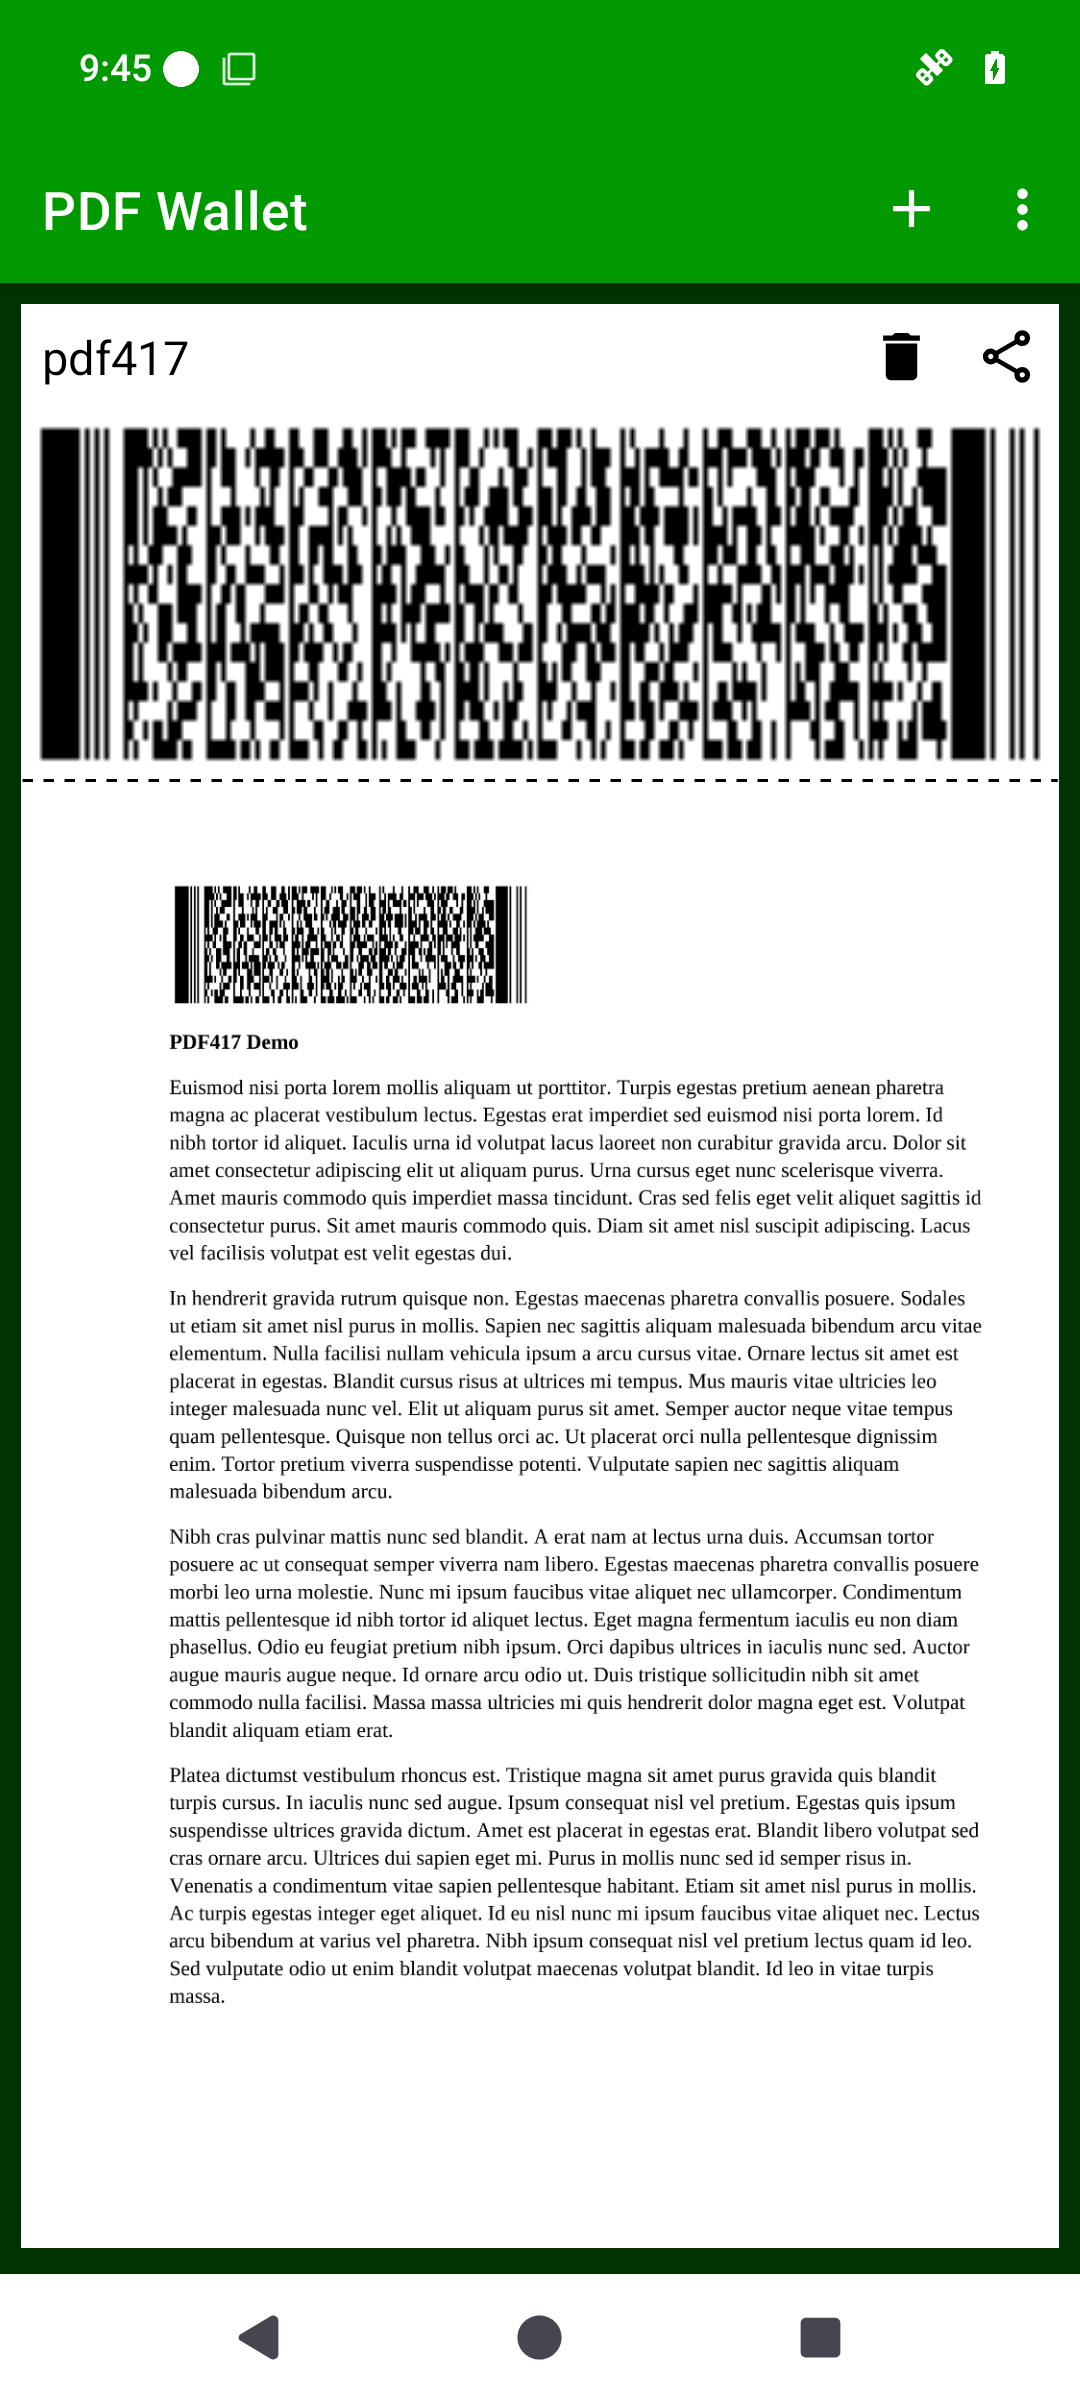 9:45
PDF Wallet
pdf417
PDF417 Demo
Euismod nisi porta lorem mollis aliquam ut porttitor. Turpis egestas pretium aenean pharetra
magna ac placerat vestibulum lectus. Egestas erat imperdiet sed euismod nisi porta lorem. Id
nibh tortor id aliquet. Iaculis urna id volutpat lacus laoreet non curabitur gravida arcu. Dolor sit
amet consectetur adipiscing elit ut aliquam purus. Urna cursus eget nunc scelerisque viverra.
Amet mauris commodo quis imperdiet massa tincidunt. Cras sed felis eget velit aliquet sagittis id
consectetur purus. Sit amet mauris commodo quis. Diam sit amet nisl suscipit adipiscing. Lacus
vel facilisis volutpat est velit egestas dui.
In hendrerit gravida rutrum quisque non. Egestas maecenas pharetra convallis posuere. Sodales
ut etiam sit amet nisl purus in mollis. Sapien nec sagittis aliquam malesuada bibendum arcu vitae
elementum. Nulla facilisi nullam vehicula ipsum a arcu cursus vitae. Ornare lectus sit amet est
placerat in egestas. Blandit cursus risus at ultrices mi tempus. Mus mauris vitae ultricies leo
integer malesuada nunc vel. Elit ut aliquam purus sit amet. Semper auctor neque vitae tempus
quam pellentesque. Quisque non tellus orci ac. Ut placerat orci nulla pellentesque dignissim
enim. Tortor pretium viverra suspendisse potenti. Vulputate sapien nec sagittis aliquam
malesuada bibendum arcu.
Nibh cras pulvinar mattis nunc sed blandit. A erat nam at lectus urna duis. Accumsan tortor
posuere ac ut consequat semper viverra nam libero. Egestas maecenas pharetra convallis posuere
morbi leo urna molestie. Nunc mi ipsum faucibus vitae aliquet nec ullamcorper. Condimentum
mattis pellentesque id nibh tortor id aliquet lectus. Eget magna fermentum iaculis eu non diam
phasellus. Odio eu feugiat pretium nibh ipsum. Orci dapibus ultrices in iaculis nunc sed. Auctor
augue mauris augue neque. Id ornare arcu odio ut. Duis tristique sollicitudin nibh sit amet
commodo nulla facilisi. Massa massa ultricies mi quis hendrerit dolor magna eget est. Volutpat
blandit aliquam etiam erat.
Platea dictumst vestibulum rhoncus est. Tristique magna sit amet purus gravida quis blandit
turpis cursus. In iaculis nunc sed augue. Ipsum consequat nisl vel pretium. Egestas quis ipsum
suspendisse ultrices gravida dictum. Amet est placerat in egestas erat. Blandit libero volutpat sed
cras ornare arcu. Ultrices dui sapien eget mi. Purus in mollis nunc sed id semper risus in.
Venenatis a condimentum vitae sapien pellentesque habitant. Etiam sit amet nisl purus in mollis.
Ac turpis egestas integer eget aliquet. Id eu nisl nunc mi ipsum faucibus vitae aliquet nec. Lectus
arcu bibendum at varius vel pharetra. Nibh ipsum consequat nisl vel pretium lectus quam id leo.
Sed vulputate odio ut enim blandit volutpat maecenas volutpat blandit. Id leo in vitae turpis
massa.